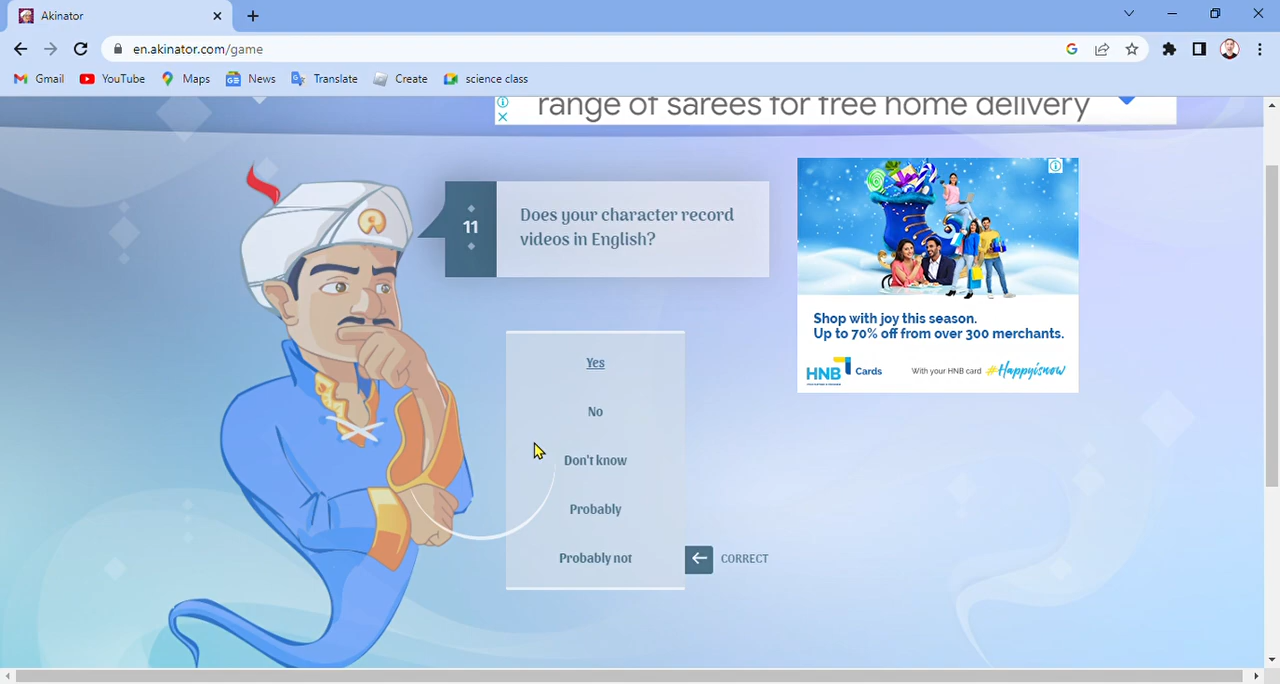 Akinator
en.akinator.com/game
Gmail YouTube Maps News Translate Create science class
range of sarees for free home delivery
11
Does your character record
videos in English?
Yes
No
Don't know
Probably
Probably not
CORRECT
Shop with joy this season.
Up to 70% off from over 300 merchants.
HNB Cards With your HNB card #Happyisnow